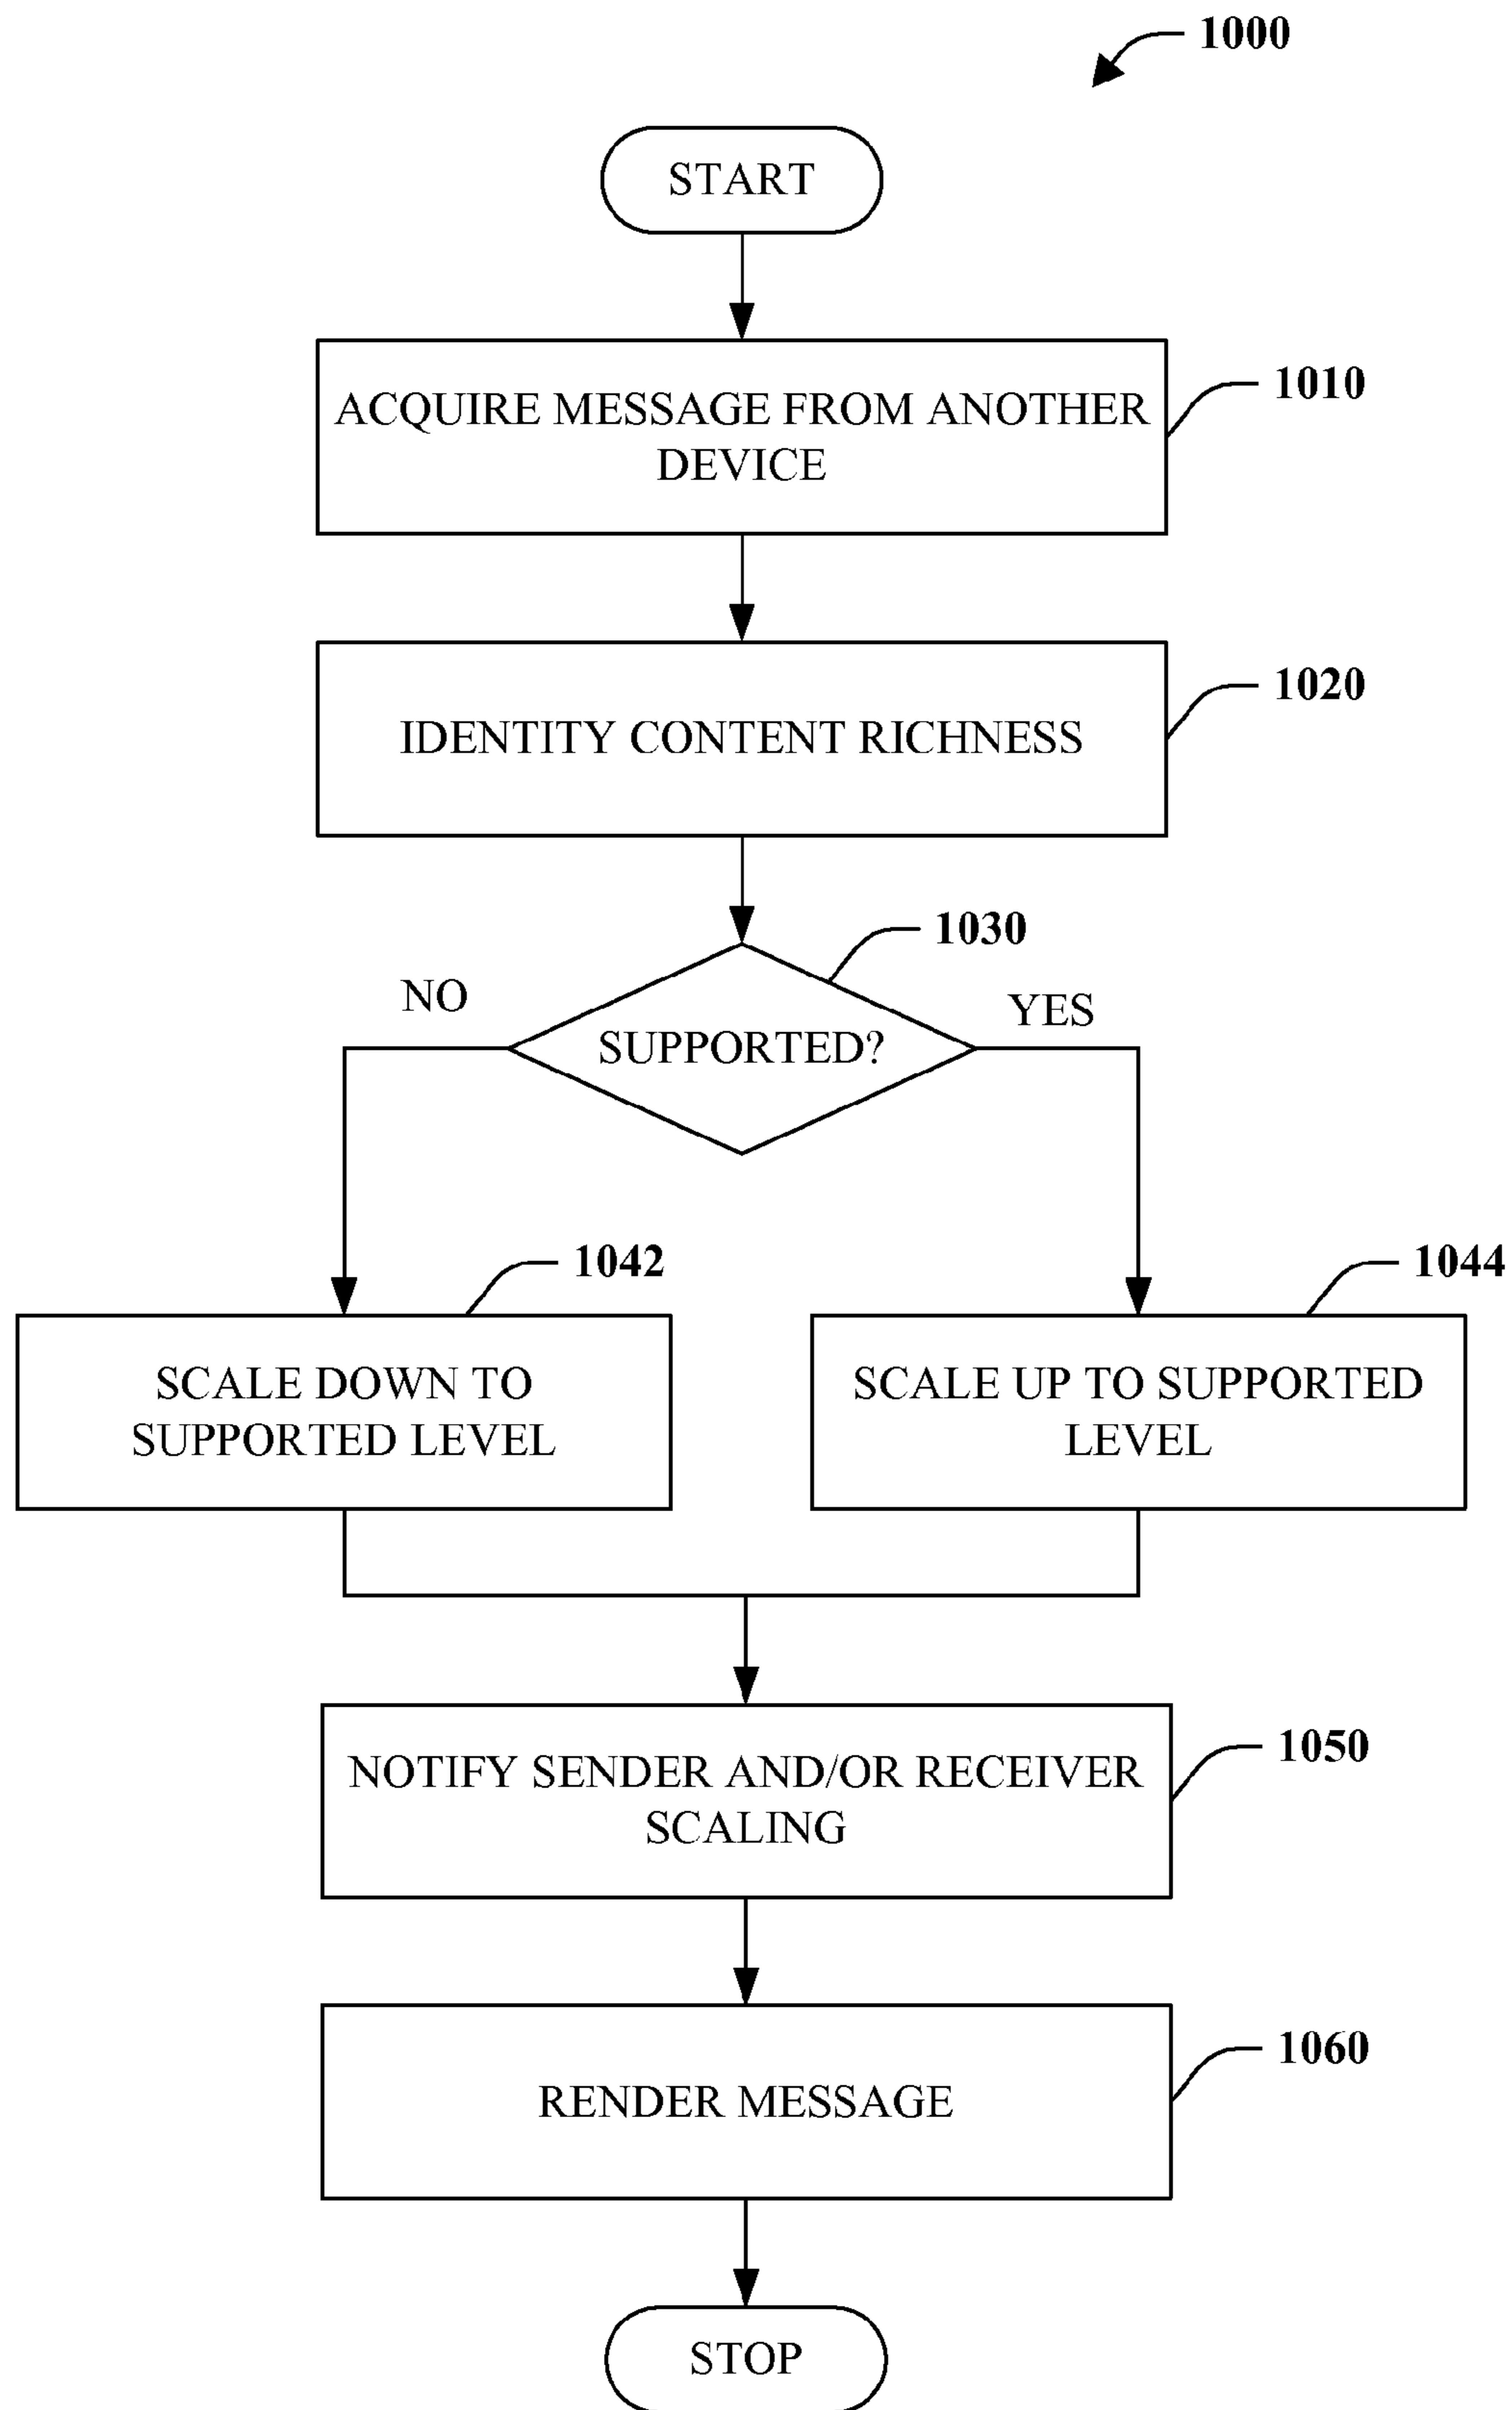 1000
START
ACQUIRE MESSAGE FROM ANOTHER
DEVICE
1010
IDENTITY CONTENT RICHNESS
1020
1030
NO
SUPPORTED?
YES
1042
1044
SCALE DOWN TO
SUPPORTED LEVEL
SCALE UP TO SUPPORTED
LEVEL
NOTIFY SENDER AND/OR RECEIVER
SCALING
1050
RENDER MESSAGE
1060
STOP